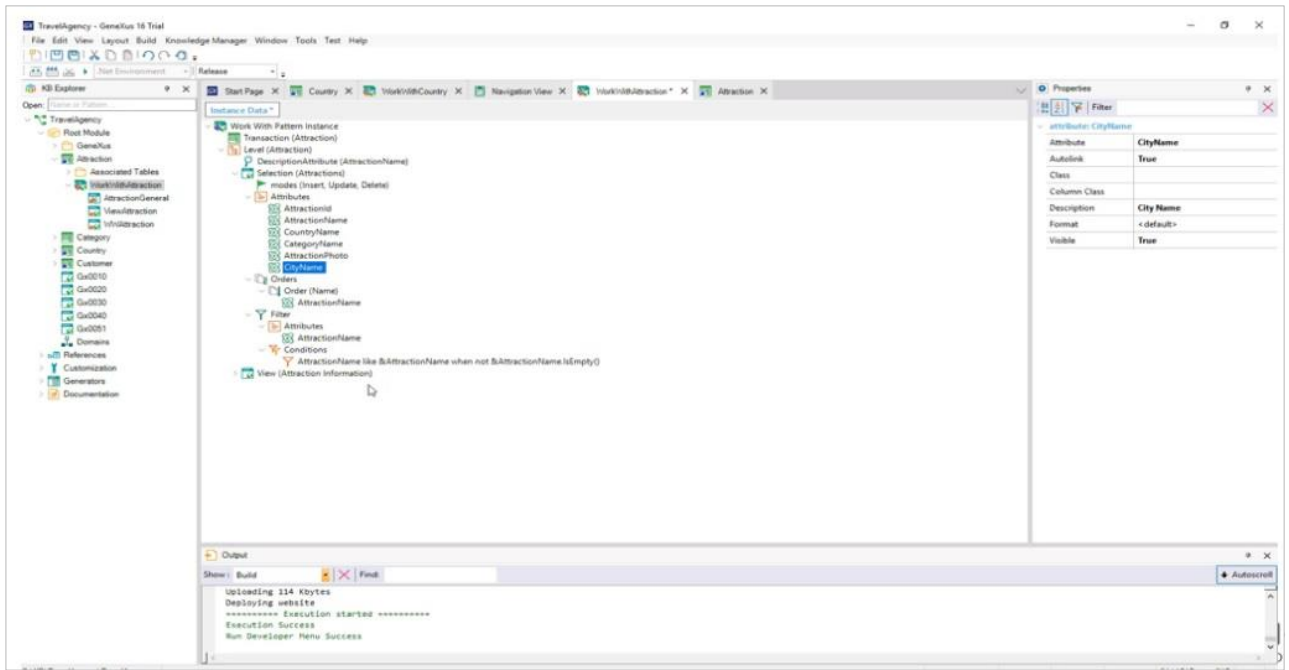 TravelAgency - GeneXus 16 Trial
File Edit View Layout Build Knowledge Manager Window Tools Test Help
.Net Environment Release
KB Explorer
Open: Name or Pattern
TravelAgency
Root Module
GeneXus
Attraction
Associated Tables
WorkWithAttraction
AttractionGeneral
ViewAttraction
WWAttraction
Category
Country
Customer
Gx0010
Gx0020
Gx0030
Gx0040
Gx0051
Domains
References
Customization
Generators
Documentation
Start Page Country WorkWithCountry Navigation View WorkWithAttraction * Attraction
Instance Data *
Work With Pattern Instance
Transaction (Attraction)
Level (Attraction)
DescriptionAttribute (AttractionName)
Selection (Attractions)
modes (Insert, Update, Delete)
Attributes
AttractionId
AttractionName
CountryName
CategoryName
AttractionPhoto
CityName
Orders
Order (Name)
AttractionName
Filter
Attributes
AttractionName
Conditions
AttractionName like &AttractionName when not &AttractionName.IsEmpty()
View (Attraction Information)
Properties
Filter
attribute: CityName
Attribute CityName
Autolink True
Class
Column Class
Description City Name
Format <default>
Visible True
Output
Show: Build Find: Autoscroll
Uploading 114 Kbytes
Deploying website
========== Execution started ==========
Execution Success
Run Developer Menu Success